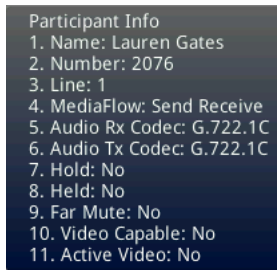 Participant Info
1. Name: Lauren Gates
2. Number: 2076
3. Line: 1
4. MediaFlow: Send Receive
5. Audio Rx Codec: G.722.1C
6. Audio Tx Codec: G.722.1C
7. Hold: No
8. Held: No
9. Far Mute: No
10. Video Capable: No
11. Active Video: No